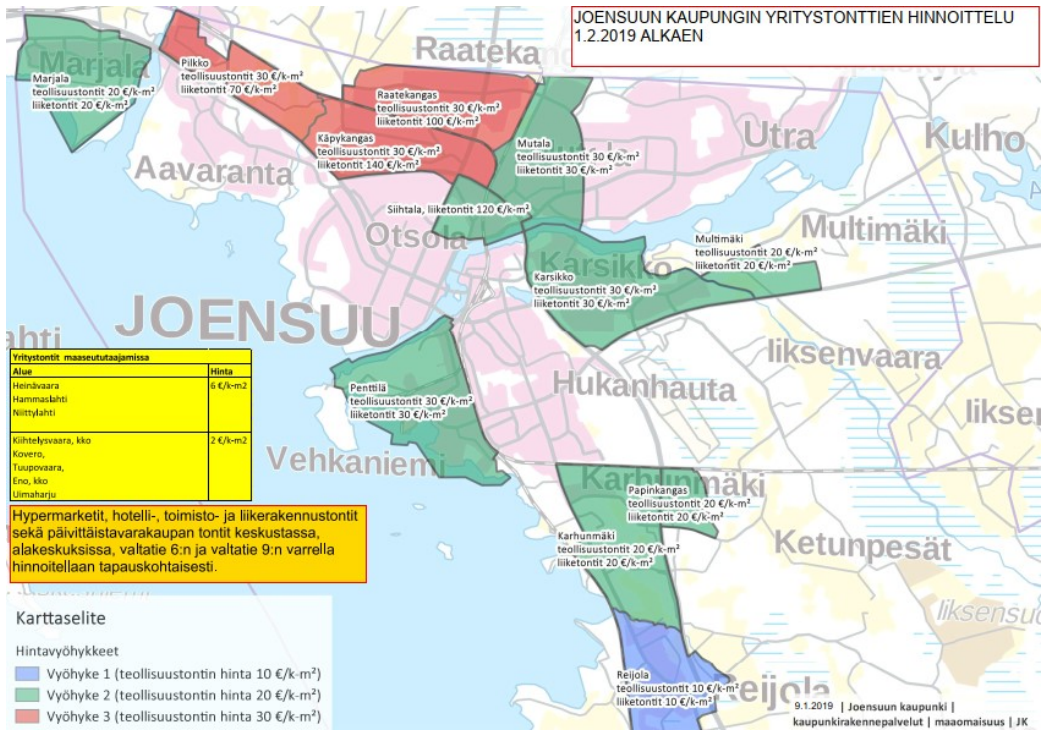 JOENSUUN KAUPUNGIN YRITYSTONTTIEN HINNOITTELU
1.2.2019 ALKAEN
Raateka
Marjala
Marjala
teollisuustontit 20 €/k-m²
liiketontit 20 €/k-m²
Pilkko
teollisuustontit 30 €/k-m²
liiketontit 70 €/k-m²
Raatekangas
teollisuustontit 30 €/k-m²
liiketontit 100 €/k-m²
Käpykangas
teollisuustontit 30 €/k-m²
liiketontit 140 €/k-m²
Mutala
teollisuustontit 30 €/k-m²
liiketontit 30 €/k-m²
Utra
Kulho
Aavaranta
Siihtala, liiketontit 120 €/k-m²
Otsola
Multimäki
Multimäki
teollisuustontit 20 €/k-m²
liiketontit 20 €/k-m²
Karsikko
Karsikko
teollisuustontit 30 €/k-m²
liiketontit 30 €/k-m²
JOENSUU
ahti
Iiksenvaara
Yritystontit maaseututaajamissa
Alue Hinta
Heinävaara 6 €/k-m2
Hammaslahti
Niittylahti
Kiihtelysvaara, kko 2 €/k-m2
Kovero,
Tuupovaara,
Eno, kko
Uimaharju
Penttilä
teollisuustontit 30 €/k-m²
liiketontit 30 €/k-m²
Hukanhauta
Iiksen
Vehkaniemi
Karhunmäki
Papinkangas
teollisuustontit 20 €/k-m²
liiketontit 20 €/k-m²
Karhunmäki
teollisuustontit 20 €/k-m²
liiketontit 20 €/k-m²
Ketunpesät
Hypermarketit, hotelli-, toimisto- ja liikerakennustontit
sekä päivittäistavarakaupan tontit keskustassa,
alakeskuksissa, valtatie 6:n ja valtatie 9:n varrella
hinnoitellaan tapauskohtaisesti.
Iiksensuo
Karttaselite
Hintavyöhykkeet
Vyöhyke 1 (teollisuustontin hinta 10 €/k-m²)
Vyöhyke 2 (teollisuustontin hinta 20 €/k-m²)
Vyöhyke 3 (teollisuustontin hinta 30 €/k-m²)
Reijola
teollisuustontit 10 €/k-m²
liiketontit 10 €/k-m²
Reijola
9.1.2019 | Joensuun kaupunki |
kaupunkirakennepalvelut | maaomaisuus | JK